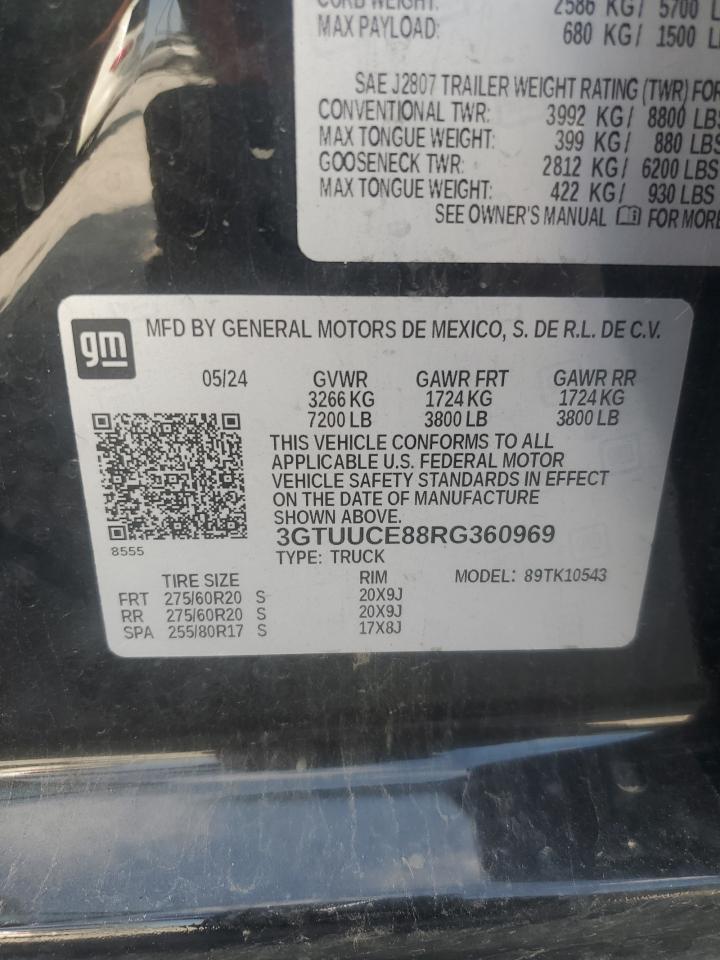 CURB WEIGHT: 2586 KG/ 5700 L
MAX PAYLOAD: 680 KG/ 1500 L
SAE J2807 TRAILER WEIGHT RATING (TWR) FOR
CONVENTIONAL TWR: 3992 KG/ 8800 LBS
MAX TONGUE WEIGHT: 399 KG/ 880 LBS
GOOSENECK TWR: 2812 KG/ 6200 LBS
MAX TONGUE WEIGHT: 422 KG/ 930 LBS
SEE OWNER'S MANUAL FOR MORE
gm
MFD BY GENERAL MOTORS DE MEXICO, S. DE R.L. DE C.V.
05/24 GVWR GAWR FRT GAWR RR
3266 KG 1724 KG 1724 KG
7200 LB 3800 LB 3800 LB
THIS VEHICLE CONFORMS TO ALL
APPLICABLE U.S. FEDERAL MOTOR
VEHICLE SAFETY STANDARDS IN EFFECT
ON THE DATE OF MANUFACTURE
SHOWN ABOVE.
3GTUUCE88RG360969
8555
TYPE: TRUCK
TIRE SIZE RIM MODEL: 89TK10543
FRT 275/60R20 S 20X9J
RR 275/60R20 S 20X9J
SPA 255/80R17 S 17X8J